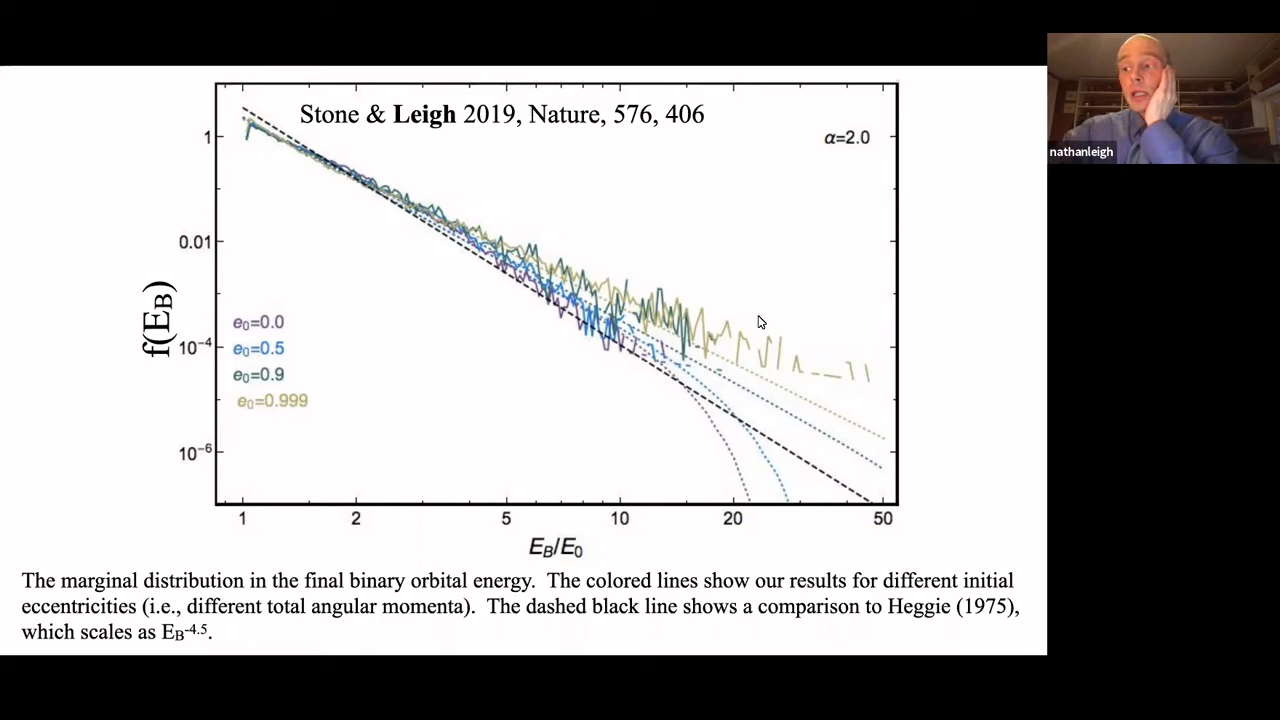 Stone & Leigh 2019, Nature, 576, 406
α=2.0
1
0.01
10⁻⁴
10⁻⁶
f(E_B)
e₀=0.0
e₀=0.5
e₀=0.9
e₀=0.999
1 2 5 10 20 50
E_B/E₀
The marginal distribution in the final binary orbital energy. The colored lines show our results for different initial
eccentricities (i.e., different total angular momenta). The dashed black line shows a comparison to Heggie (1975),
which scales as E_B⁻⁴·⁵.
nathanleigh